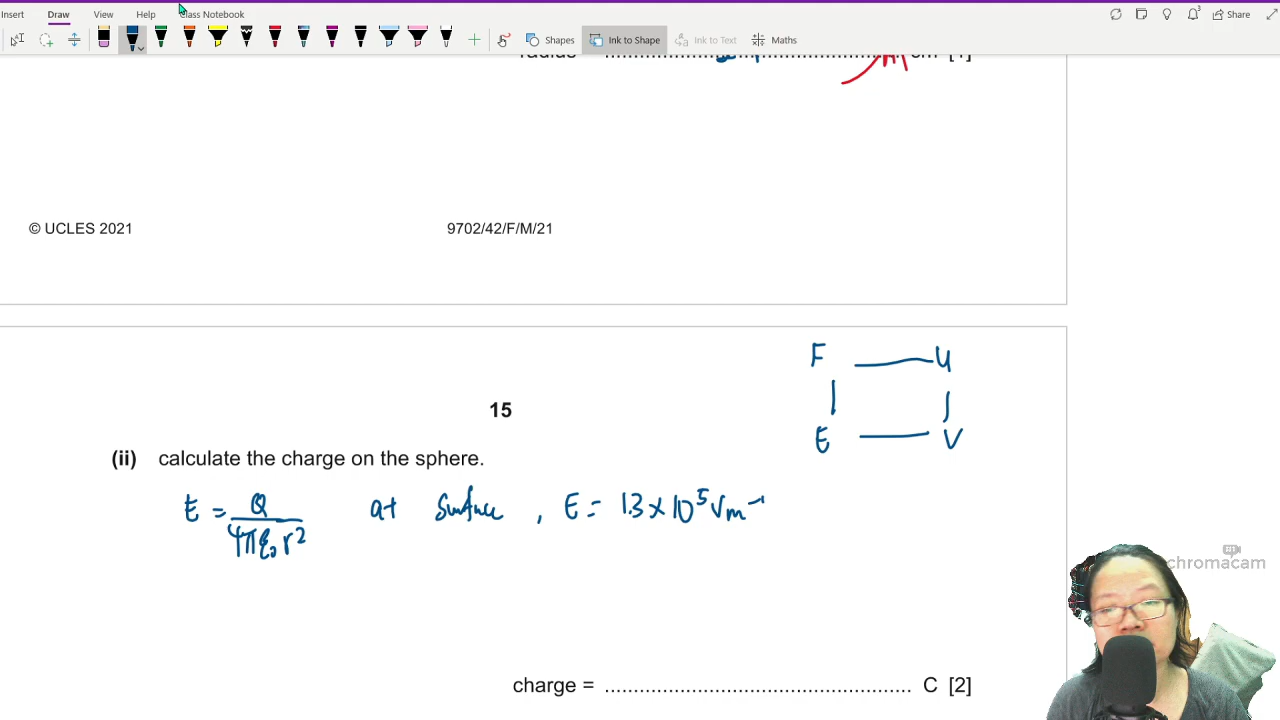 Insert Draw View Help Class Notebook Share
Shapes Ink to Shape Ink to Text Maths
radius = cm [1]
© UCLES 2021 9702/42/F/M/21
F U
E V
15
(ii) calculate the charge on the sphere.
E = Q / 4πε₀r² at surface , E = 1.3 × 10⁵ Vm⁻¹
chromacam
charge = ...................................................... C [2]